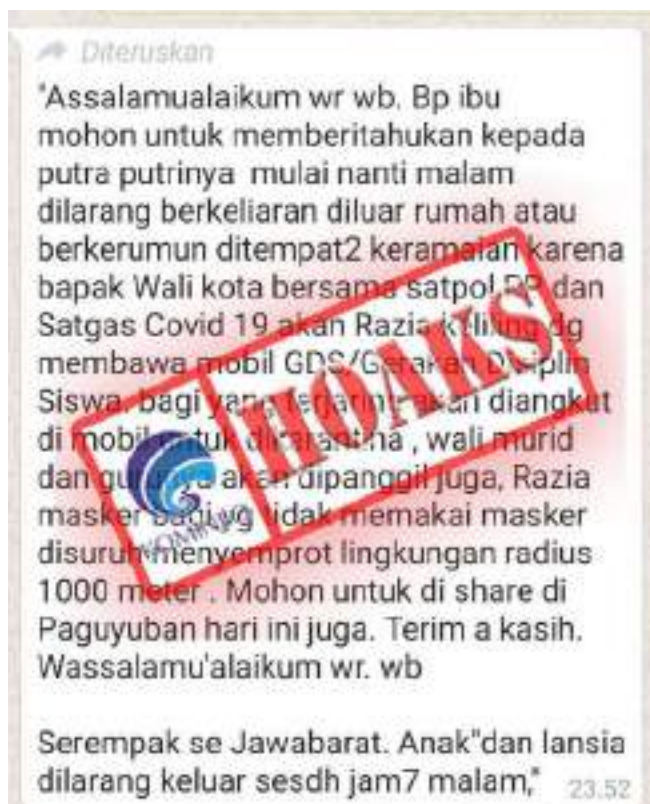 Diteruskan
"Assalamualaikum wr wb. Bp ibu
mohon untuk memberitahukan kepada
putra putrinya mulai nanti malam
dilarang berkeliaran diluar rumah atau
berkerumun ditempat2 keramaian karena
bapak Wali kota bersama satpol PP dan
Satgas Covid 19 akan Razia keliling dg
membawa mobil GDS/Gerakan Disiplin
Siswa, bagi yang terjaring akan diangkut
di mobil untuk dikarantina , wali murid
dan gurunya akan dipanggil juga, Razia
masker bagi yg tidak memakai masker
disuruh menyemprot lingkungan radius
1000 meter . Mohon untuk di share di
Paguyuban hari ini juga. Terim a kasih.
Wassalamu'alaikum wr. wb
Serempak se Jawabarat. Anak"dan lansia
dilarang keluar sesdh jam7 malam,"
23.52
HOAKS
KOMINFO